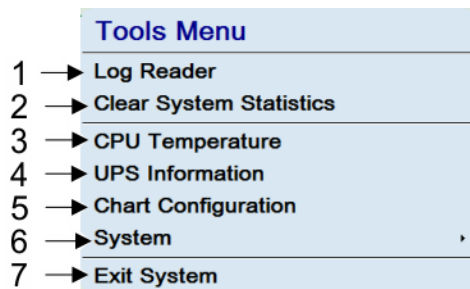 Tools Menu
1 Log Reader
2 Clear System Statistics
3 CPU Temperature
4 UPS Information
5 Chart Configuration
6 System
7 Exit System